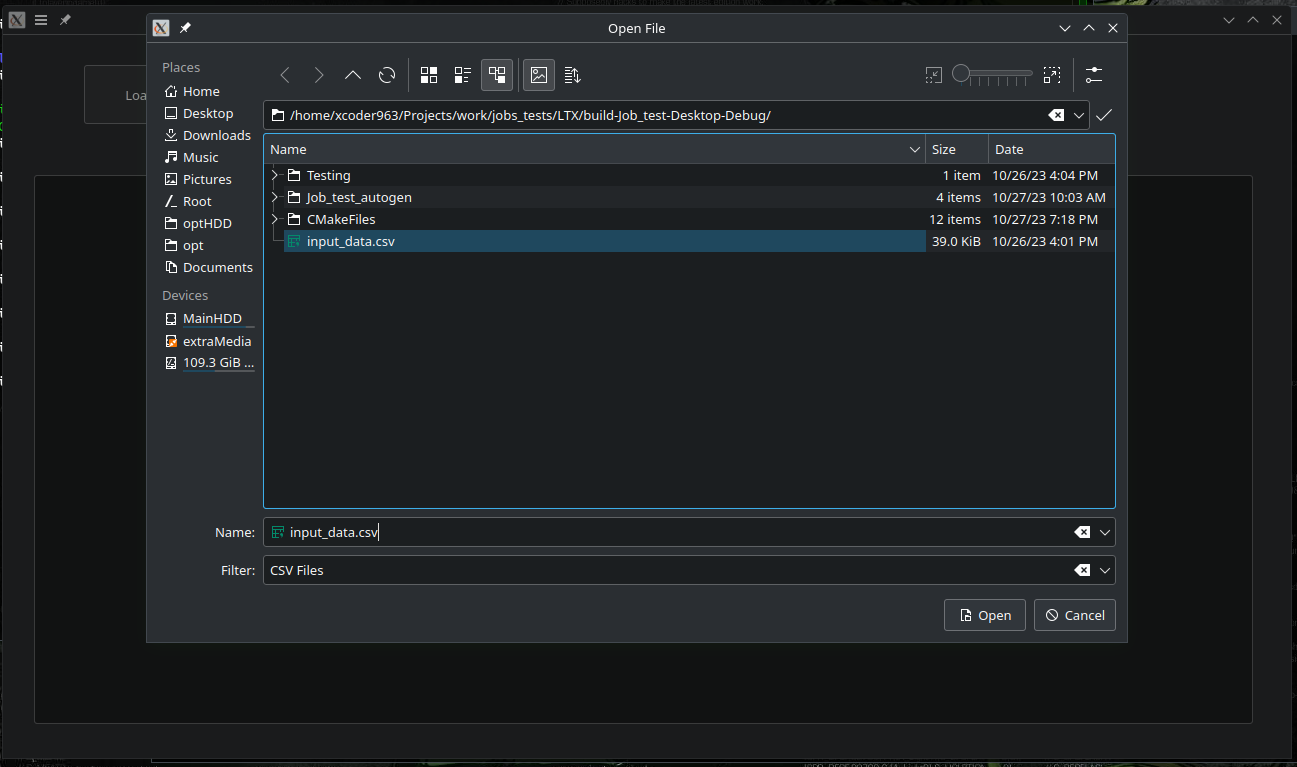 Open File
Places
Home
Desktop
Downloads
Music
Pictures
Root
optHDD
opt
Documents
Devices
MainHDD
extraMedia
109.3 GiB ...
/home/xcoder963/Projects/work/jobs_tests/LTX/build-Job_test-Desktop-Debug/
Name Size Date
Testing 1 item 10/26/23 4:04 PM
Job_test_autogen 4 items 10/27/23 10:03 AM
CMakeFiles 12 items 10/27/23 7:18 PM
input_data.csv 39.0 KiB 10/26/23 4:01 PM
Name: input_data.csv
Filter: CSV Files
Open Cancel
Loa